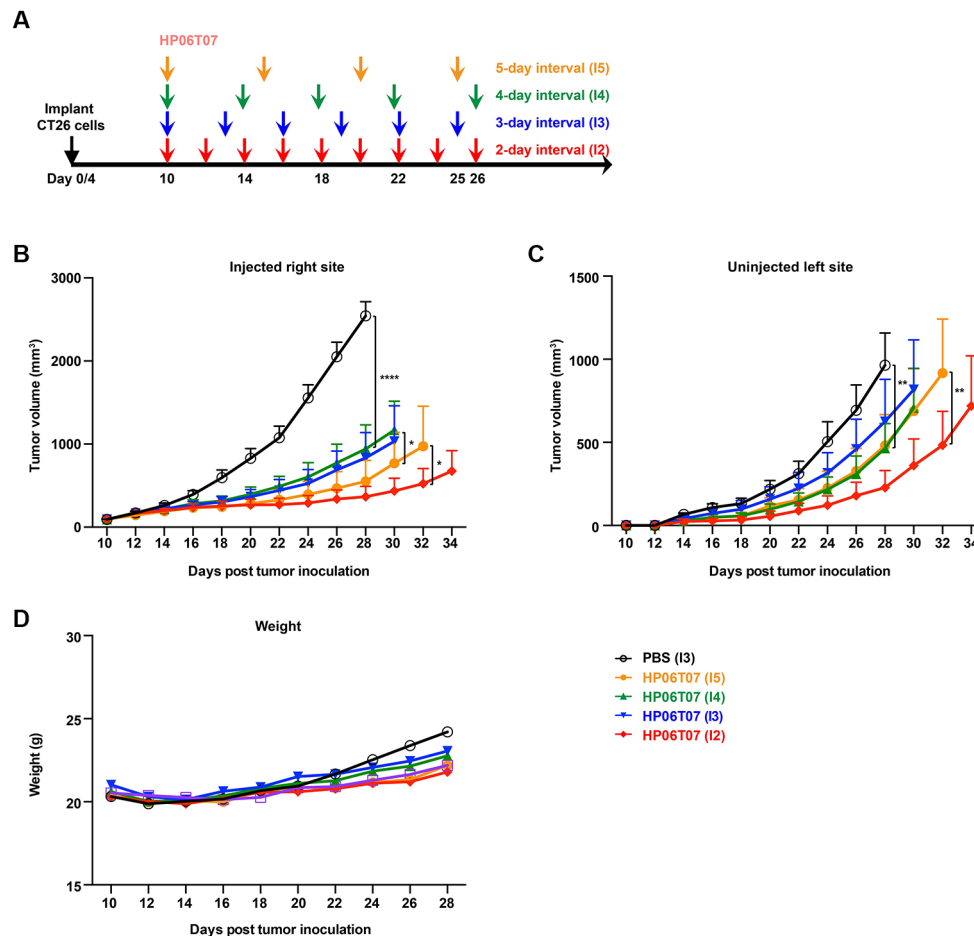 A
HP06T07
5-day interval (I5)
4-day interval (I4)
Implant
CT26 cells
3-day interval (I3)
2-day interval (I2)
Day 0/4 10 14 18 22 25 26
B
Injected right site
3000
2000
1000
0
Tumor volume (mm³)
****
*
*
10 12 14 16 18 20 22 24 26 28 30 32 34
Days post tumor inoculation
C
Uninjected left site
1500
1000
500
0
Tumor volume (mm³)
**
**
10 12 14 16 18 20 22 24 26 28 30 32 34
Days post tumor inoculation
D
Weight
30
25
20
15
Weight (g)
10 12 14 16 18 20 22 24 26 28
Days post tumor inoculation
PBS (I3)
HP06T07 (I5)
HP06T07 (I4)
HP06T07 (I3)
HP06T07 (I2)